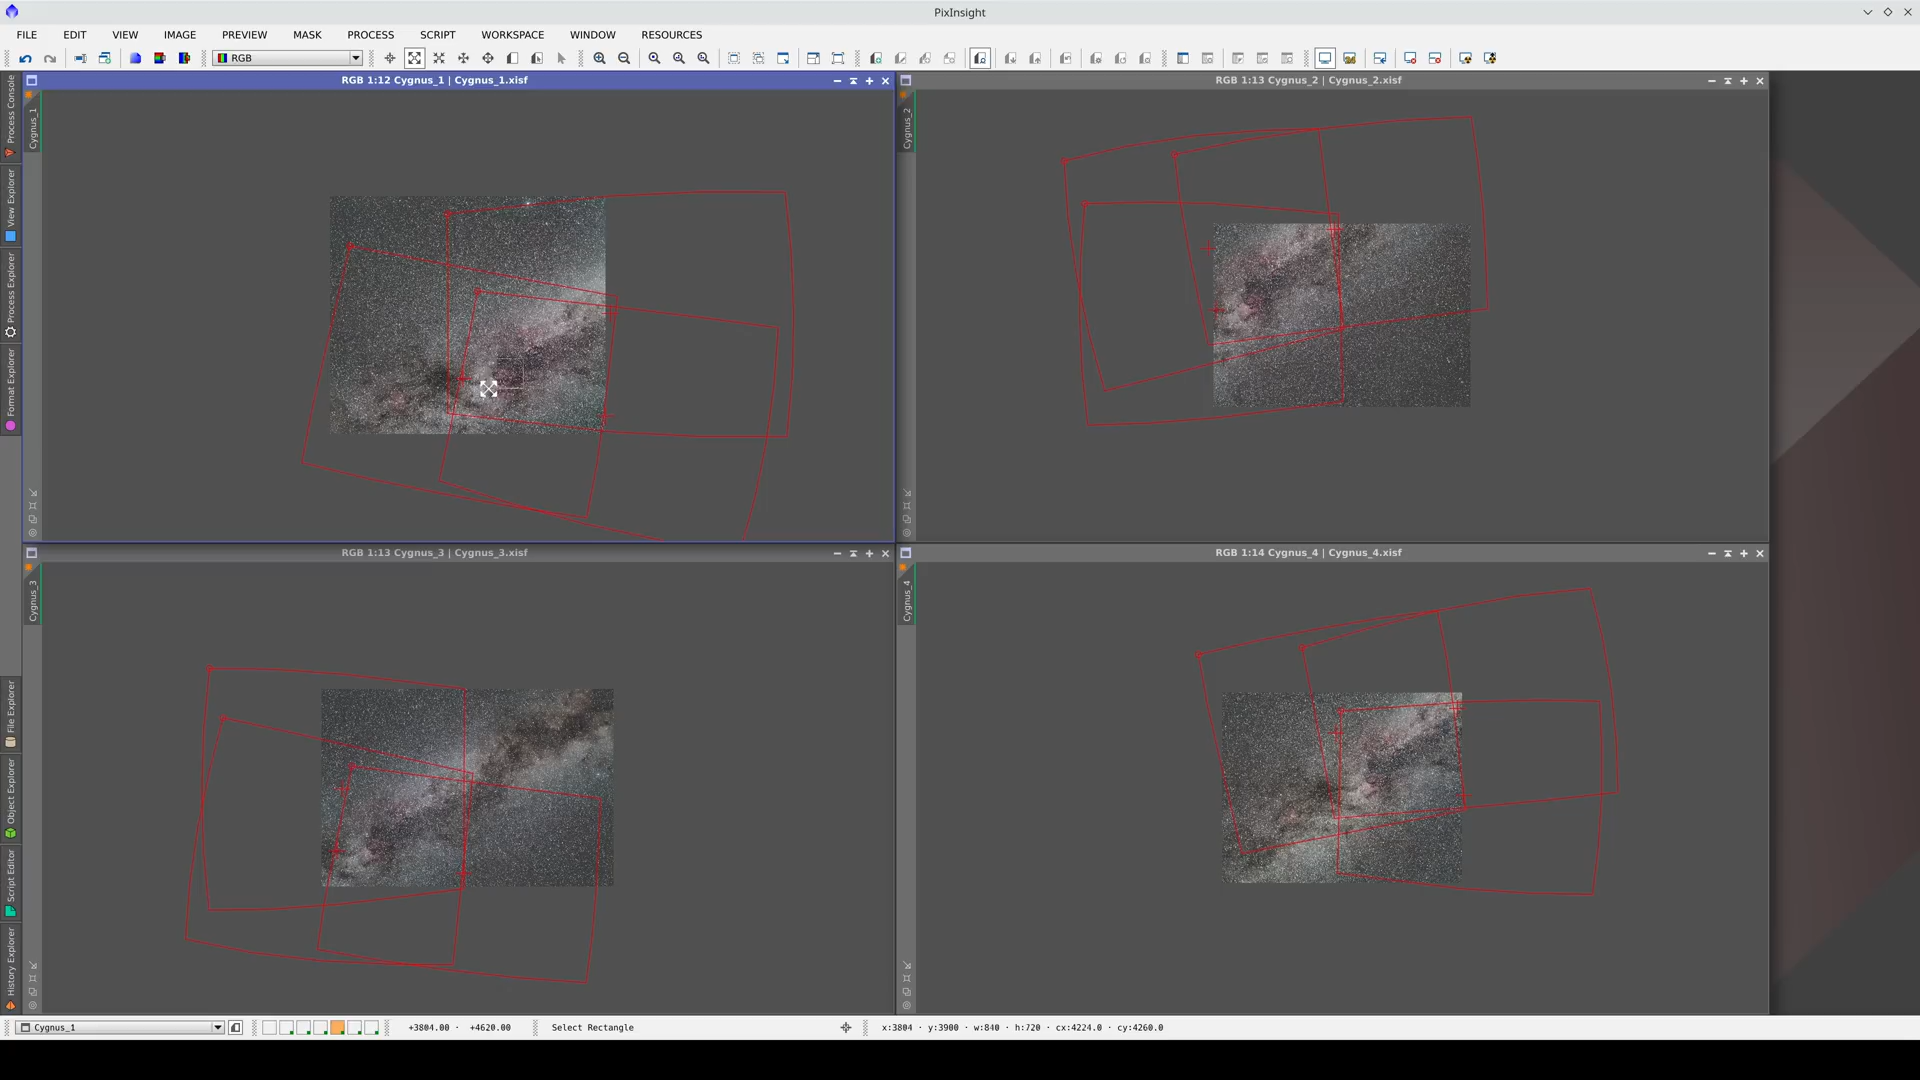 PixInsight
FILE EDIT VIEW IMAGE PREVIEW MASK PROCESS SCRIPT WORKSPACE WINDOW RESOURCES
RGB
RGB 1:12 Cygnus_1 | Cygnus_1.xisf
RGB 1:13 Cygnus_2 | Cygnus_2.xisf
Process Console
View Explorer
Process Explorer
Format Explorer
File Explorer
Object Explorer
Script Editor
History Explorer
Cygnus_1
Cygnus_2
RGB 1:13 Cygnus_3 | Cygnus_3.xisf
RGB 1:14 Cygnus_4 | Cygnus_4.xisf
Cygnus_3
Cygnus_4
Cygnus_1
+3804.00 · +4620.00
Select Rectangle
x:3804 · y:3900 · w:840 · h:720 · cx:4224.0 · cy:4260.0